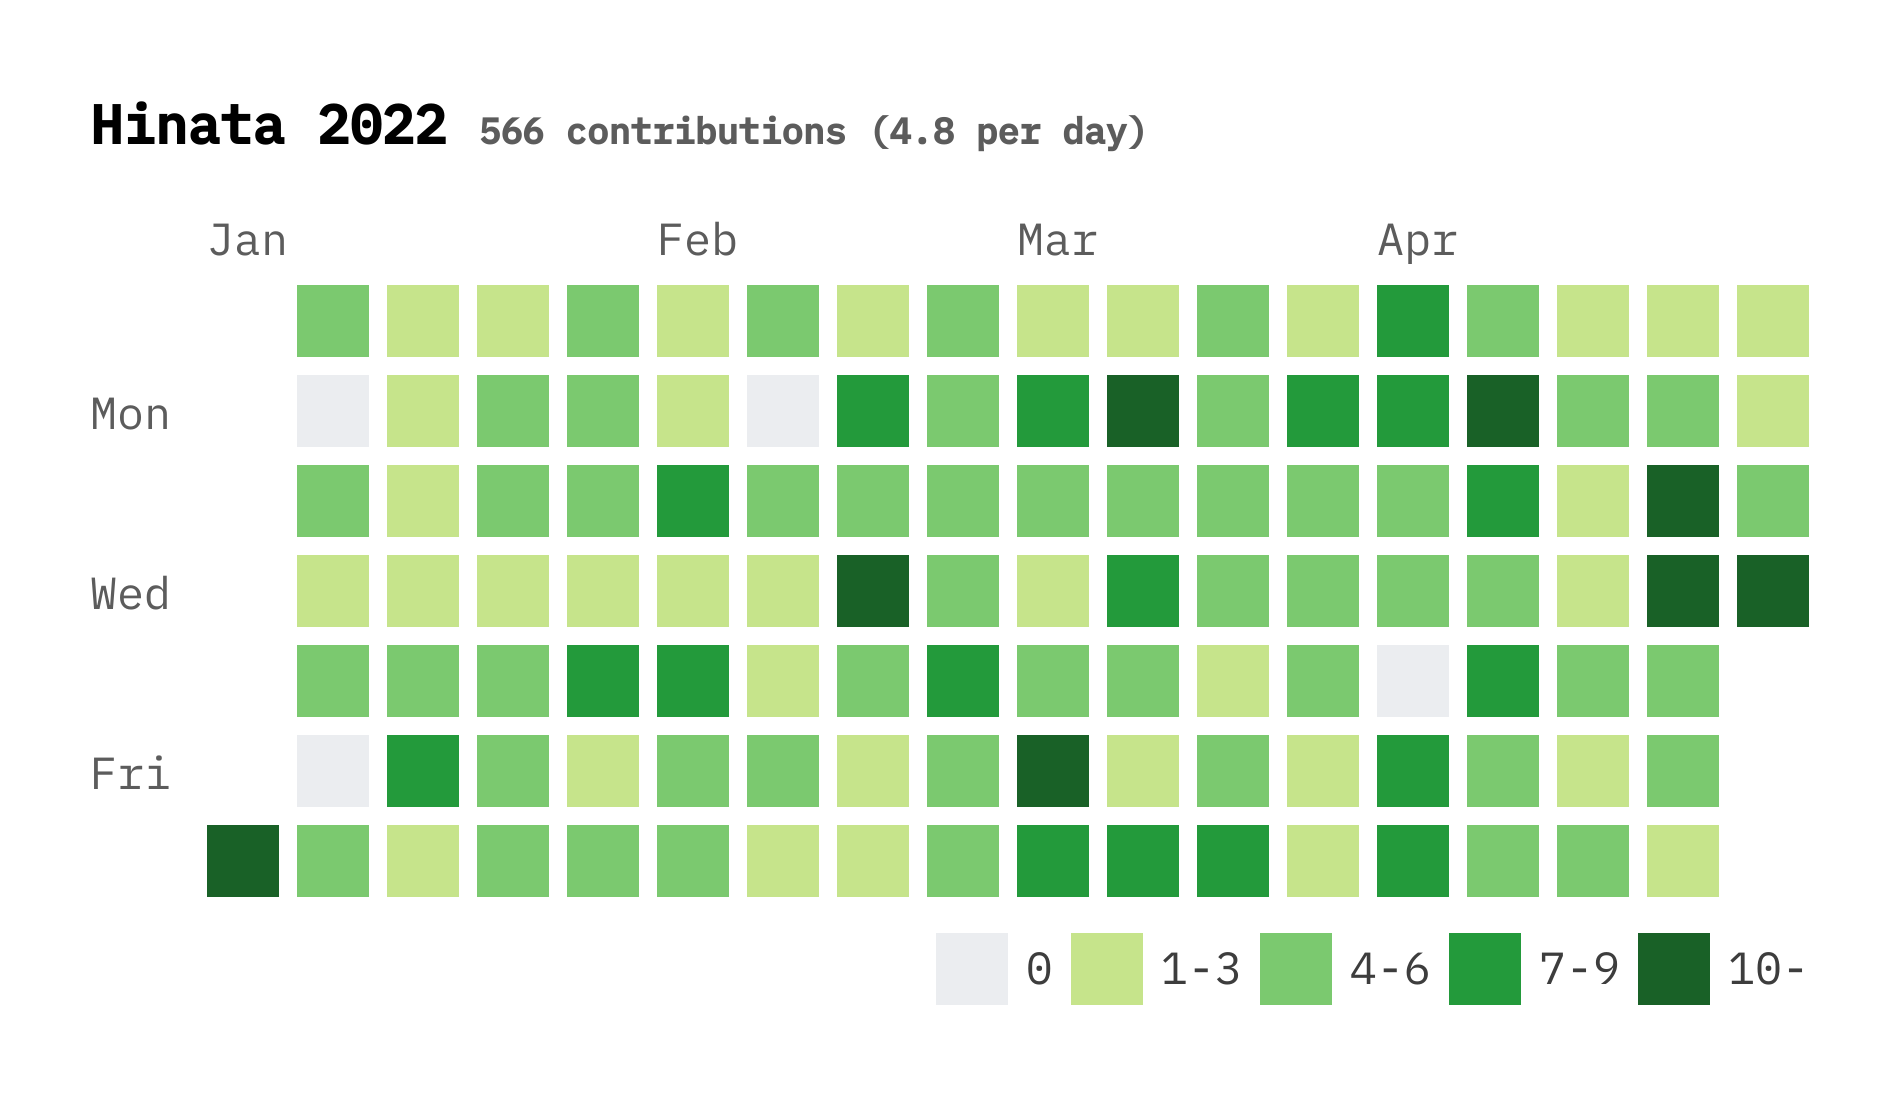 Hinata 2022 566 contributions (4.8 per day)
Jan Feb Mar Apr
Mon
Wed
Fri
0 1-3 4-6 7-9 10-